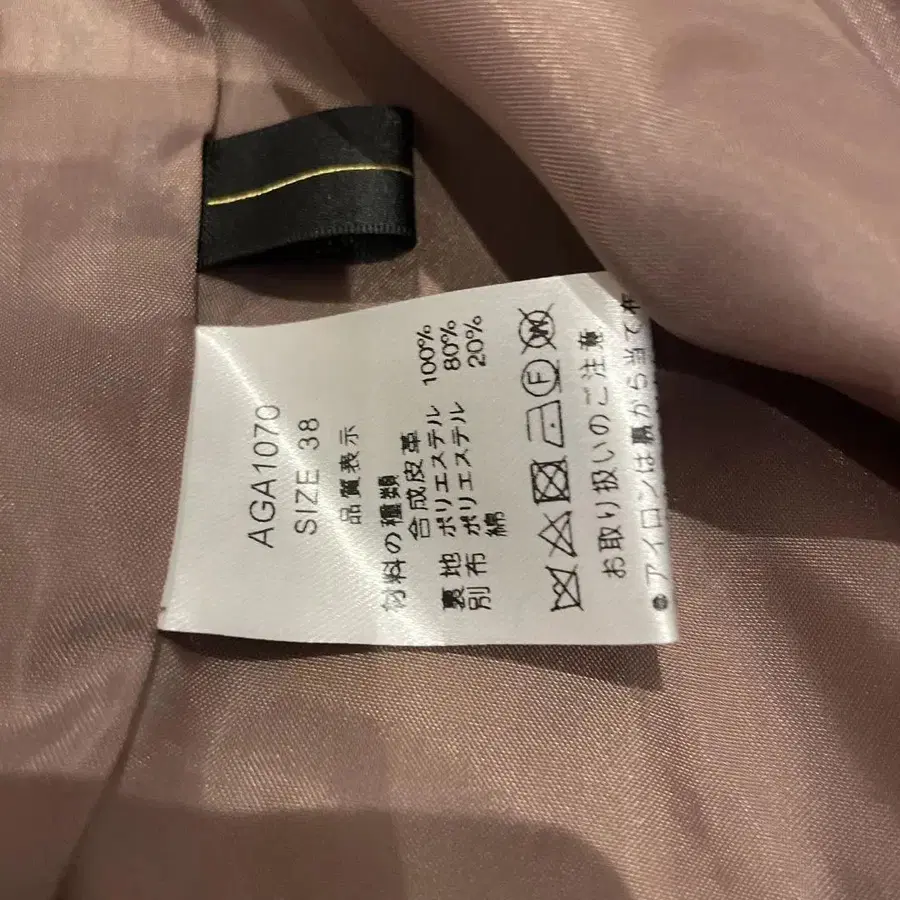 AGA1070
SIZE 38
品質表示
材料の種類
合成皮革
裏地 ポリエステル 100%
別布 ポリエステル 80%
綿 20%
F
W
お取り扱いのご注意
●アイロンは裏から当て布